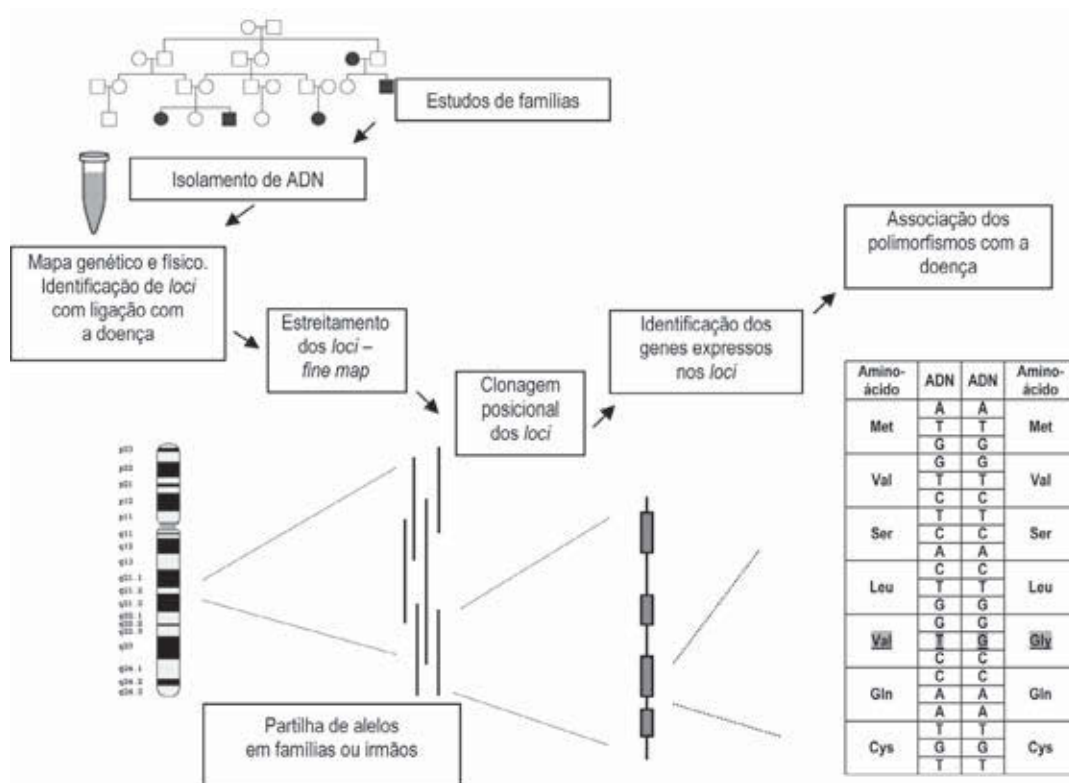 Estudos de famílias
Isolamento de ADN
Mapa genético e físico.
Identificação de loci
com ligação com
a doença
Estreitamento
dos loci –
fine map
Clonagem
posicional
dos loci
Identificação dos
genes expressos
nos loci
Associação dos
polimorfismos com a
doença
Partilha de alelos
em famílias ou irmãos
Amino-ácido ADN ADN Amino-ácido
A A
Met T T Met
G G
G G
Val T T Val
C C
T T
Ser C C Ser
A A
C C
Leu T T Leu
G G
G G
Val T G Gly
C C
C C
Gln A A Gln
A A
T T
Cys G G Cys
T T